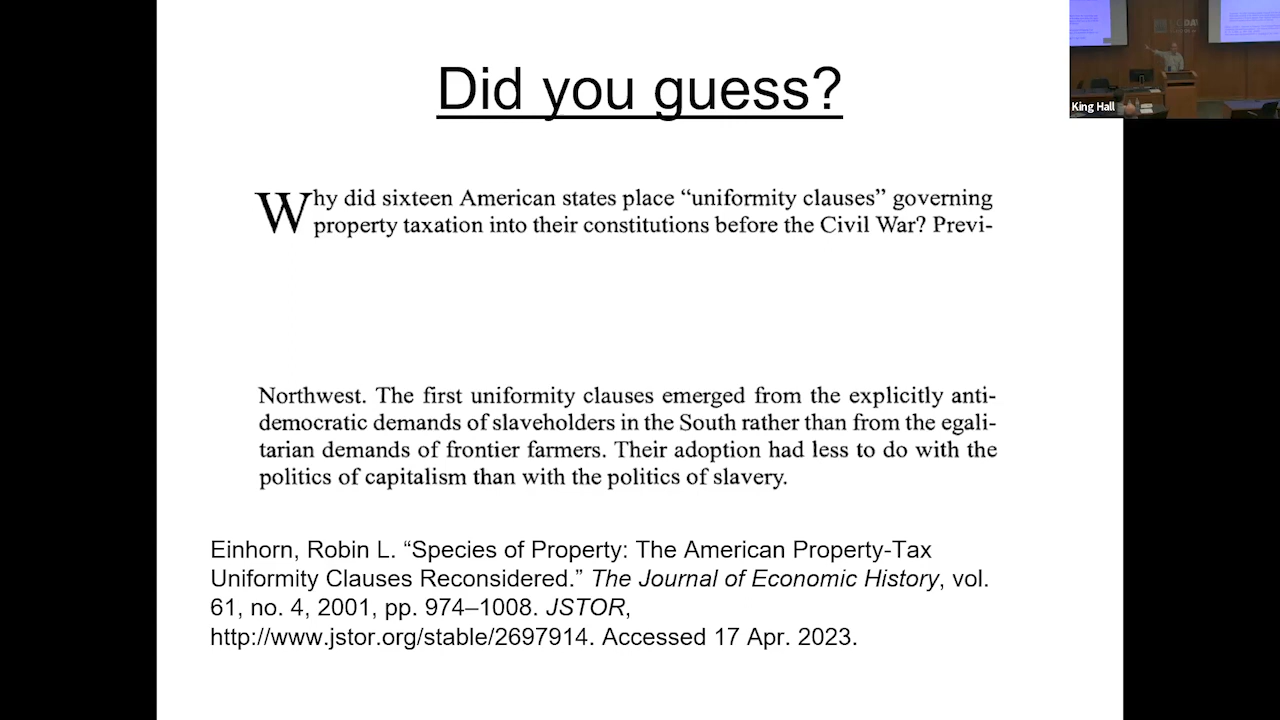 Did you guess?
King Hall
Why did sixteen American states place “uniformity clauses” governing
property taxation into their constitutions before the Civil War? Previ-
Northwest. The first uniformity clauses emerged from the explicitly anti-
democratic demands of slaveholders in the South rather than from the egali-
tarian demands of frontier farmers. Their adoption had less to do with the
politics of capitalism than with the politics of slavery.
Einhorn, Robin L. “Species of Property: The American Property-Tax
Uniformity Clauses Reconsidered.” The Journal of Economic History, vol.
61, no. 4, 2001, pp. 974–1008. JSTOR,
http://www.jstor.org/stable/2697914. Accessed 17 Apr. 2023.